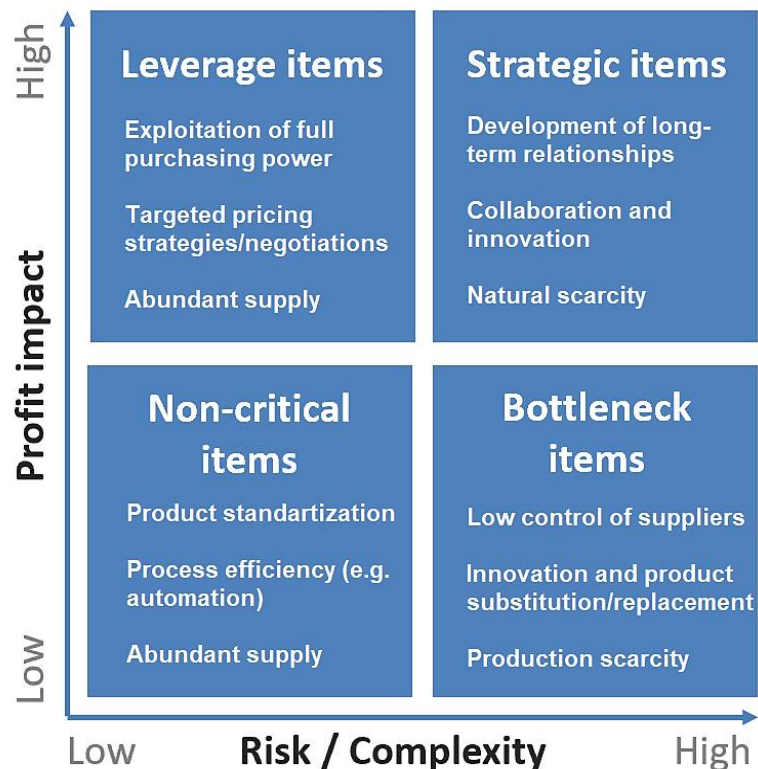 High
Profit impact
Low
Leverage items
Exploitation of full
purchasing power
Targeted pricing
strategies/negotiations
Abundant supply
Strategic items
Development of long-
term relationships
Collaboration and
innovation
Natural scarcity
Non-critical
items
Product standartization
Process efficiency (e.g.
automation)
Abundant supply
Bottleneck
items
Low control of suppliers
Innovation and product
substitution/replacement
Production scarcity
Low
Risk / Complexity
High